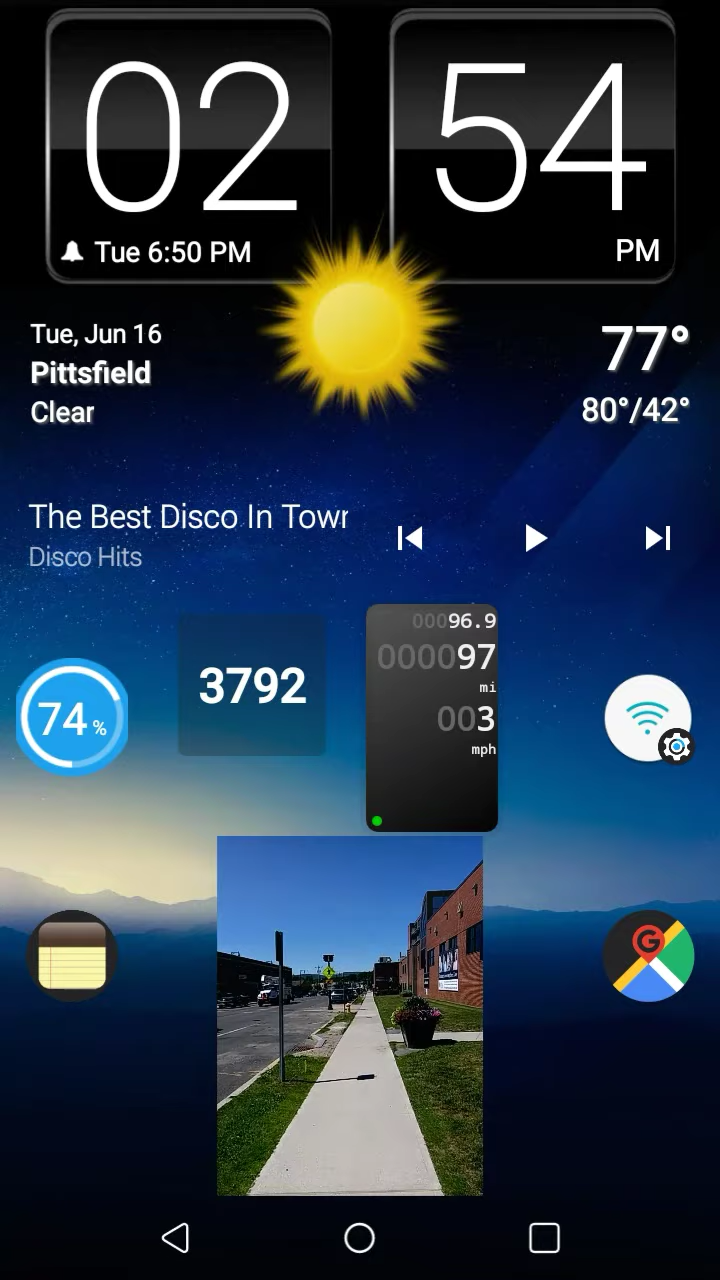 02 54
Tue 6:50 PM
PM
Tue, Jun 16
Pittsfield
Clear
77°
80°/42°
The Best Disco In Town
Disco Hits
74 %
3792
00096.9
000097
mi
003
mph
G